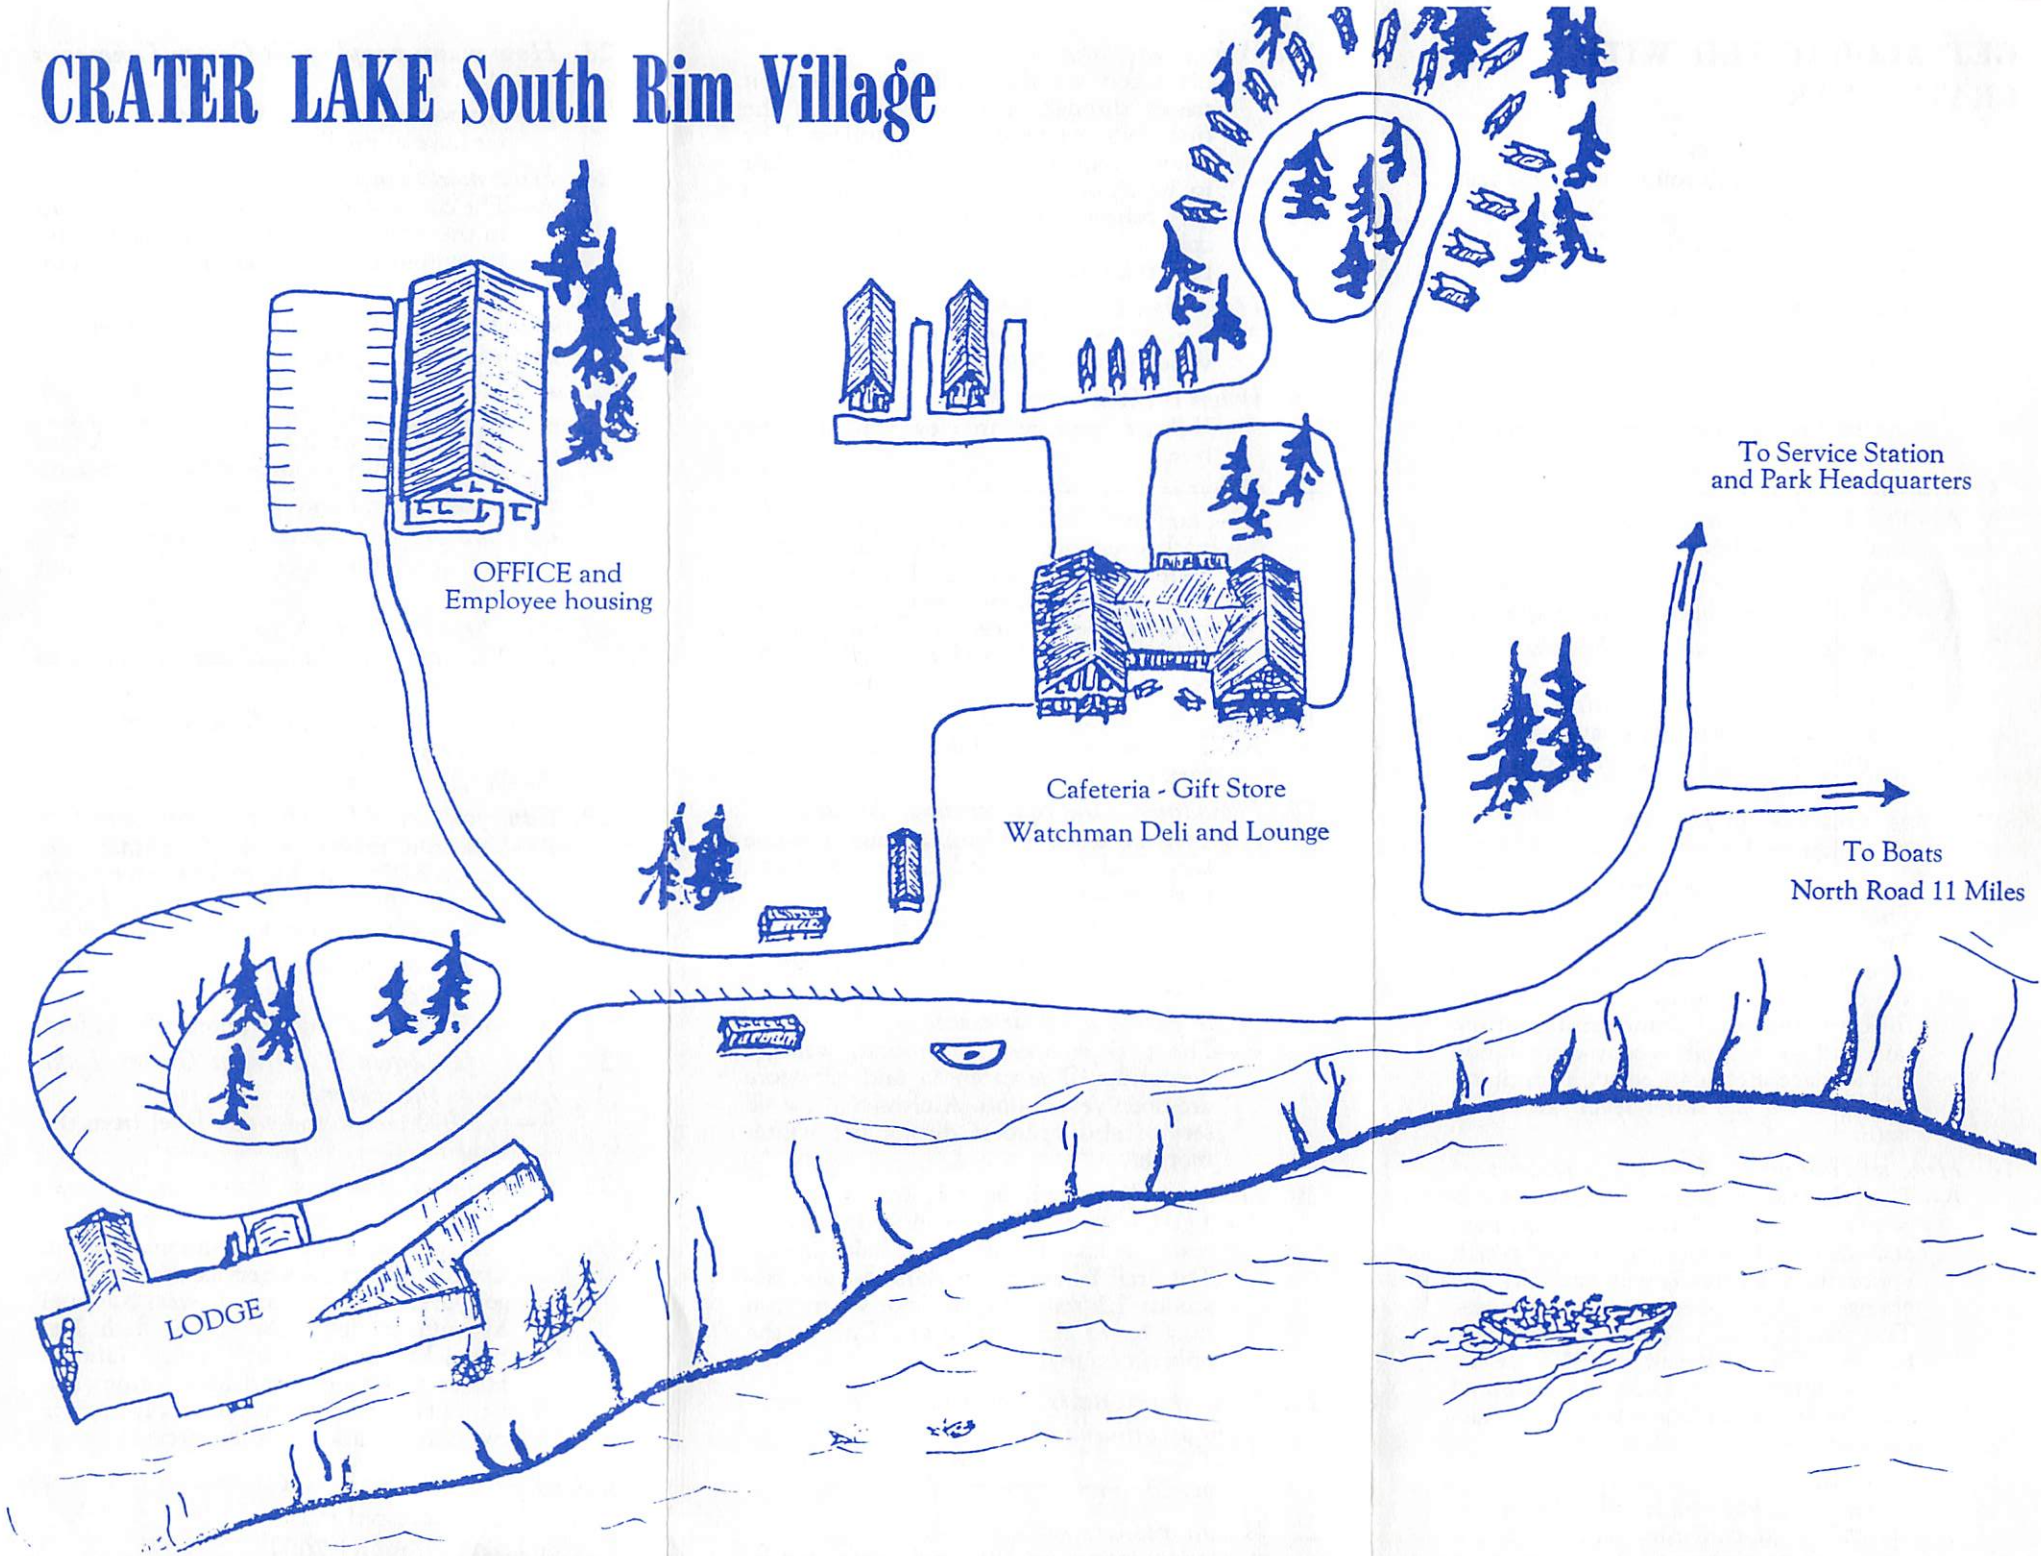 CRATER LAKE South Rim Village
To Service Station
and Park Headquarters
OFFICE and
Employee housing
Cafeteria - Gift Store
Watchman Deli and Lounge
To Boats
North Road 11 Miles
LODGE